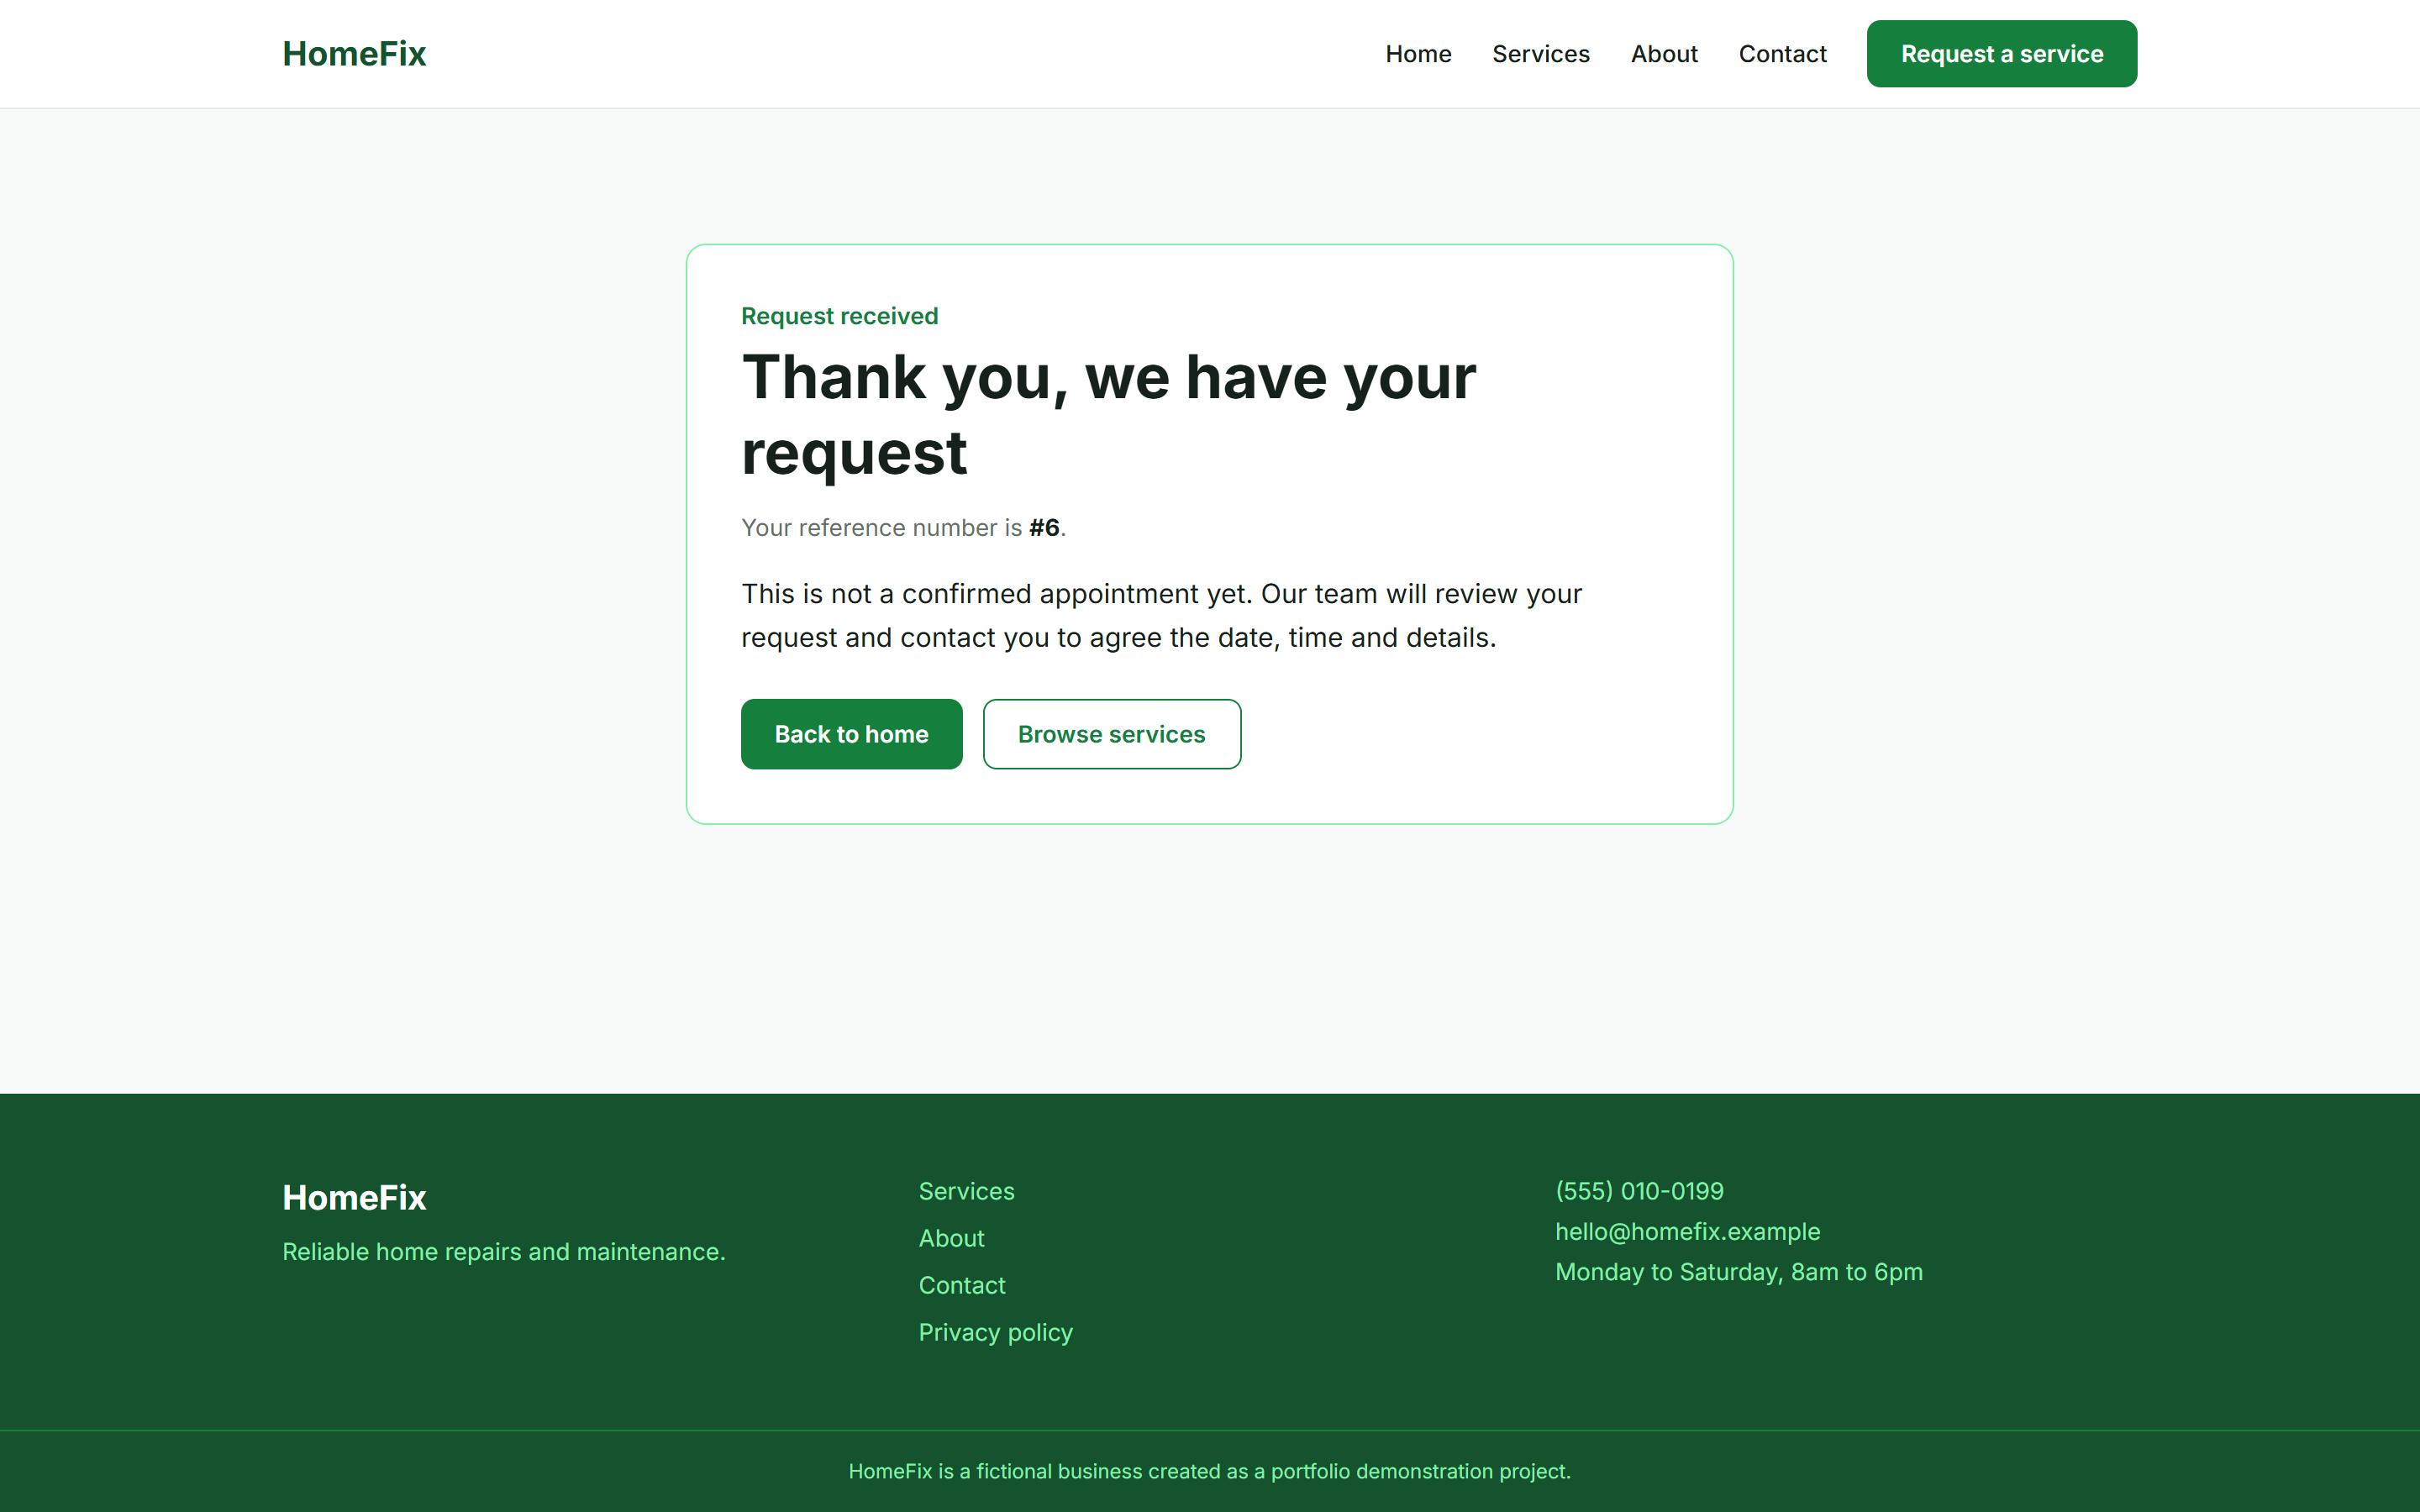 HomeFix
Home
Services
About
Contact
Request a service
Request received
Thank you, we have your
request
Your reference number is #6.
This is not a confirmed appointment yet. Our team will review your
request and contact you to agree the date, time and details.
Back to home
Browse services
HomeFix
Reliable home repairs and maintenance.
Services
About
Contact
Privacy policy
(555) 010-0199
hello@homefix.example
Monday to Saturday, 8am to 6pm
HomeFix is a fictional business created as a portfolio demonstration project.